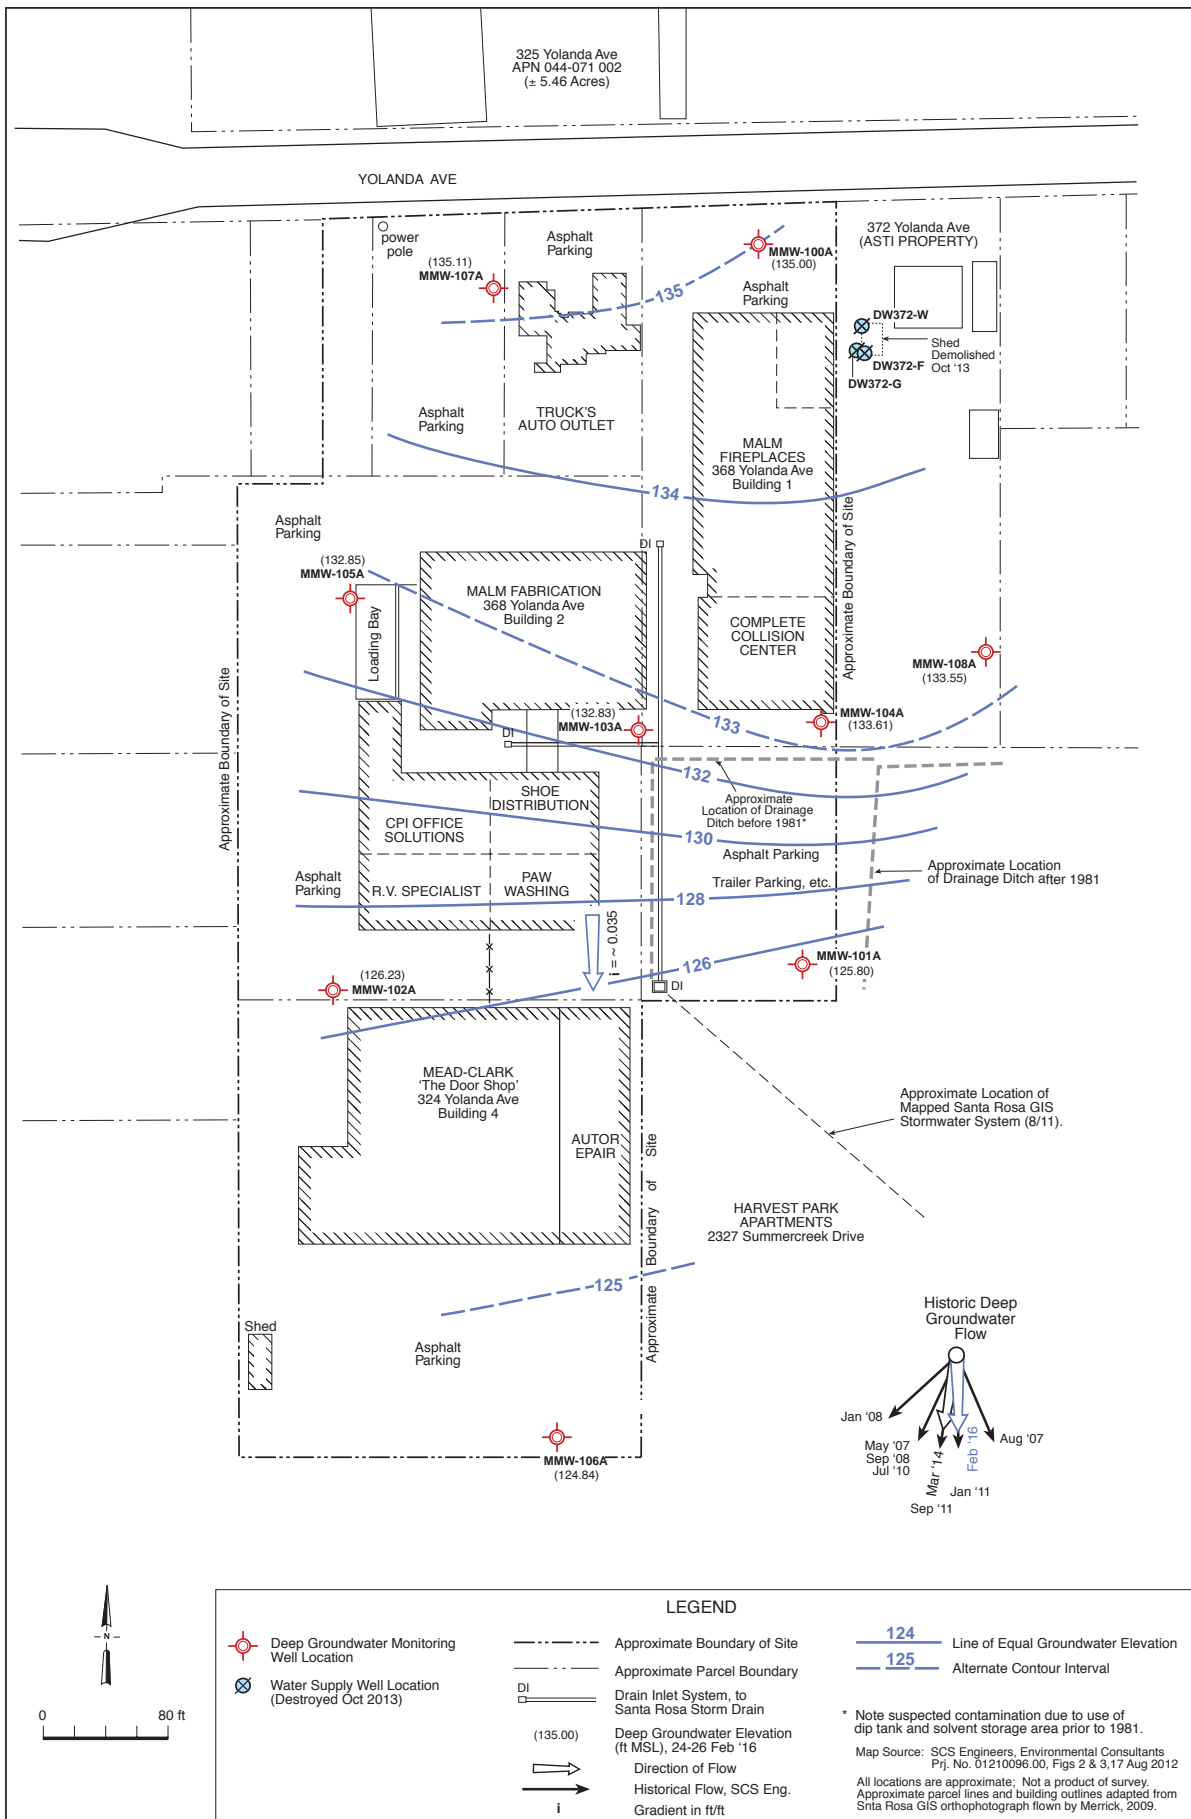 325 Yolanda Ave
APN 044-071 002
(± 5.46 Acres)
YOLANDA AVE
power
pole
Asphalt
Parking
(135.11)
MMW-107A
MMW-100A
(135.00)
372 Yolanda Ave
(ASTI PROPERTY)
135
Asphalt
Parking
DW372-W
Shed
Demolished
Oct ‘13
DW372-F
DW372-G
Asphalt
Parking
TRUCK'S
AUTO OUTLET
MALM
FIREPLACES
368 Yolanda Ave
Building 1
134
Asphalt
Parking
Approximate Boundary of Site
DI
(132.85)
MMW-105A
MALM FABRICATION
368 Yolanda Ave
Building 2
Loading Bay
COMPLETE
COLLISION
CENTER
MMW-108A
(133.55)
Approximate Boundary of Site
(132.83)
MMW-103A
133
MMW-104A
(133.61)
DI
132
SHOE
DISTRIBUTION
Approximate
Location of Drainage
Ditch before 1981*
CPI OFFICE
SOLUTIONS
130
Asphalt Parking
Approximate Location
of Drainage Ditch after 1981
Asphalt
Parking
R.V. SPECIALIST
PAW
WASHING
Trailer Parking, etc.
128
i = ~ 0.035
126
MMW-101A
(125.80)
(126.23)
MMW-102A
DI
MEAD-CLARK
‘The Door Shop’
324 Yolanda Ave
Building 4
AUTOR
EPAIR
Approximate Location of
Mapped Santa Rosa GIS
Stormwater System (8/11).
Approximate Boundary of Site
HARVEST PARK
APARTMENTS
2327 Summercreek Drive
125
Shed
Asphalt
Parking
Historic Deep
Groundwater
Flow
Jan ‘08
May ‘07
Sep ‘08
Jul ‘10
Mar ‘14
Feb ‘16
Aug ‘07
Jan ‘11
Sep ‘11
MMW-106A
(124.84)
N
0 80 ft
LEGEND
Deep Groundwater Monitoring
Well Location
Water Supply Well Location
(Destroyed Oct 2013)
Approximate Boundary of Site
Approximate Parcel Boundary
DI
Drain Inlet System, to
Santa Rosa Storm Drain
(135.00)
Deep Groundwater Elevation
(ft MSL), 24-26 Feb ‘16
Direction of Flow
Historical Flow, SCS Eng.
i
Gradient in ft/ft
124
Line of Equal Groundwater Elevation
125
Alternate Contour Interval
* Note suspected contamination due to use of
dip tank and solvent storage area prior to 1981.
Map Source: SCS Engineers, Environmental Consultants
Prj. No. 01210096.00, Figs 2 & 3,17 Aug 2012
All locations are approximate; Not a product of survey.
Approximate parcel lines and building outlines adapted from
Snta Rosa GIS orthophotograph flown by Merrick, 2009.